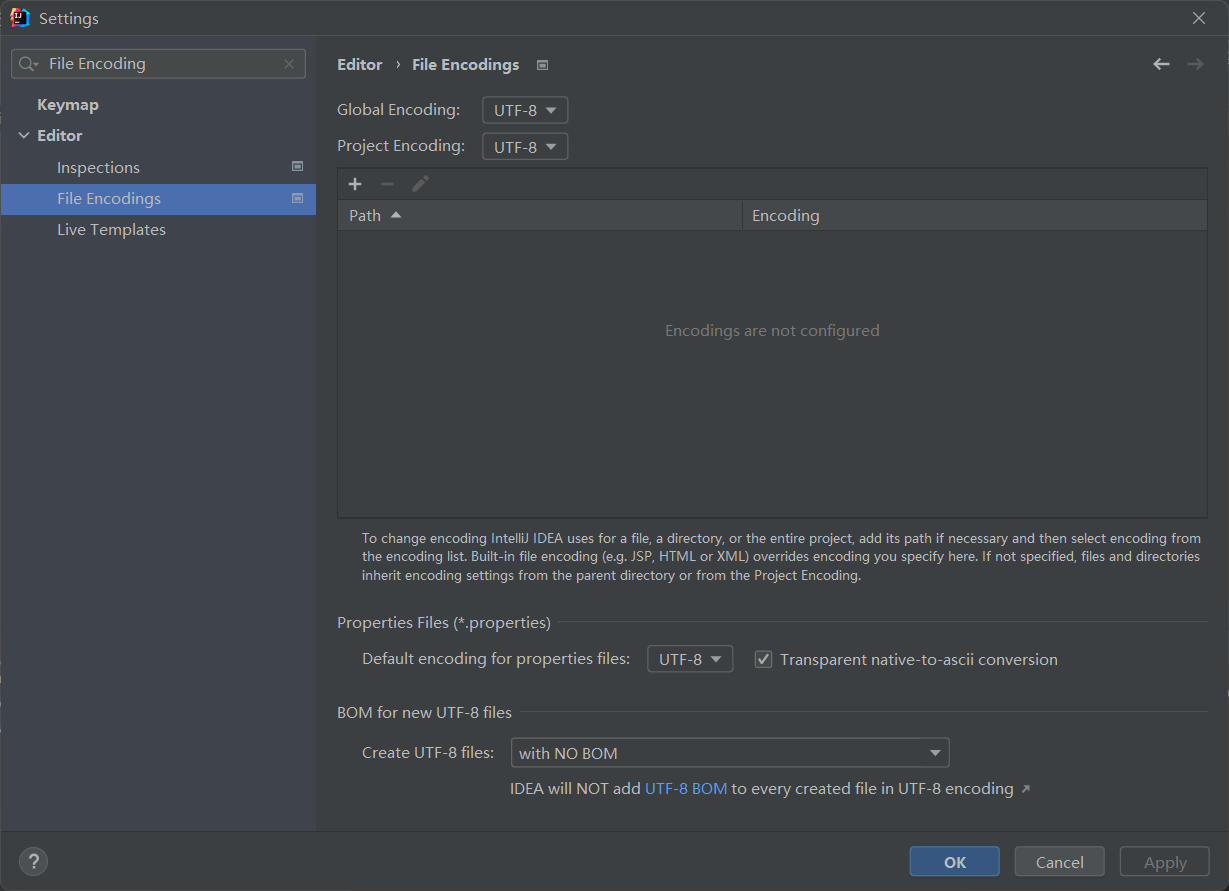 Settings
File Encoding
Keymap
Editor
Inspections
File Encodings
Live Templates
Editor › File Encodings
Global Encoding: UTF-8
Project Encoding: UTF-8
Path Encoding
Encodings are not configured
To change encoding IntelliJ IDEA uses for a file, a directory, or the entire project, add its path if necessary and then select encoding from
the encoding list. Built-in file encoding (e.g. JSP, HTML or XML) overrides encoding you specify here. If not specified, files and directories
inherit encoding settings from the parent directory or from the Project Encoding.
Properties Files (*.properties)
Default encoding for properties files: UTF-8 Transparent native-to-ascii conversion
BOM for new UTF-8 files
Create UTF-8 files: with NO BOM
IDEA will NOT add UTF-8 BOM to every created file in UTF-8 encoding ↗
? OK Cancel Apply